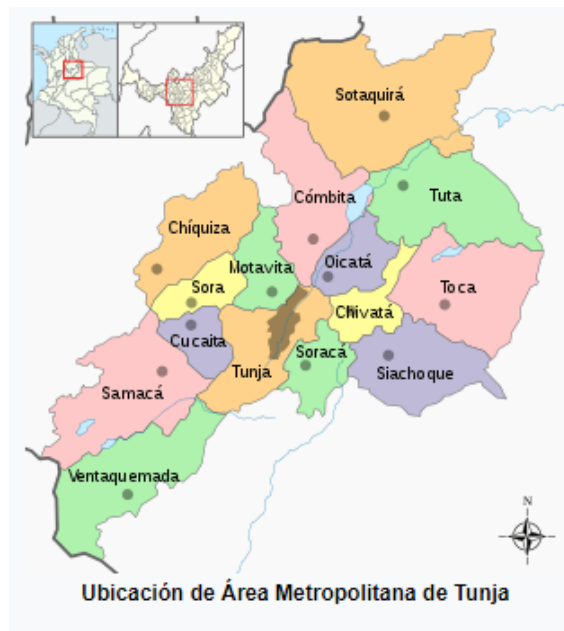 Sotaquirá
Cómbita
Tuta
Chíquiza
Motavita
Oicatá
Sora
Toca
Chivatá
Cucaita
Tunja
Soracá
Siachoque
Samacá
Ventaquemada
N
Ubicación de Área Metropolitana de Tunja